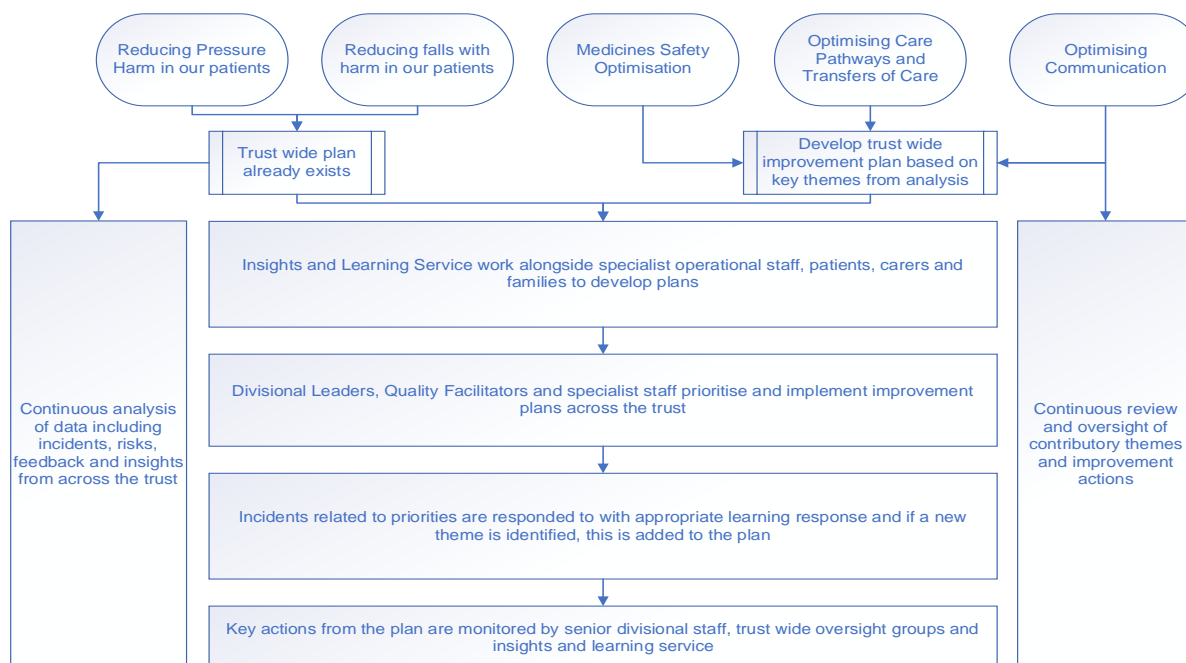 Reducing Pressure
Harm in our patients
Reducing falls with
harm in our patients
Medicines Safety
Optimisation
Optimising Care
Pathways and
Transfers of Care
Optimising
Communication
Trust wide plan
already exists
Develop trust wide
improvement plan based on
key themes from analysis
Insights and Learning Service work alongside specialist operational staff, patients, carers and
families to develop plans
Divisional Leaders, Quality Facilitators and specialist staff prioritise and implement improvement
plans across the trust
Continuous analysis
of data including
incidents, risks,
feedback and insights
from across the trust
Continuous review
and oversight of
contributory themes
and improvement
actions
Incidents related to priorities are responded to with appropriate learning response and if a new
theme is identified, this is added to the plan
Key actions from the plan are monitored by senior divisional staff, trust wide oversight groups and
insights and learning service